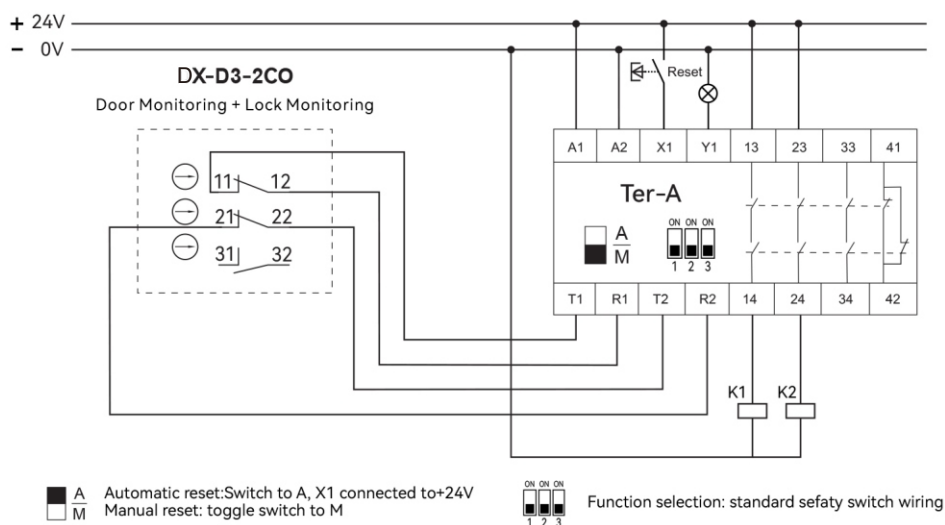 + 24V
− 0V
DX-D3-2CO
Door Monitoring + Lock Monitoring
Reset
A1 A2 X1 Y1 13 23 33 41
11 12
21 22
31 32
Ter-A
A
M
ON ON ON
1 2 3
T1 R1 T2 R2 14 24 34 42
K1 K2
A
M
Automatic reset:Switch to A, X1 connected to+24V
Manual reset: toggle switch to M
ON ON ON
1 2 3
Function selection: standard sefaty switch wiring